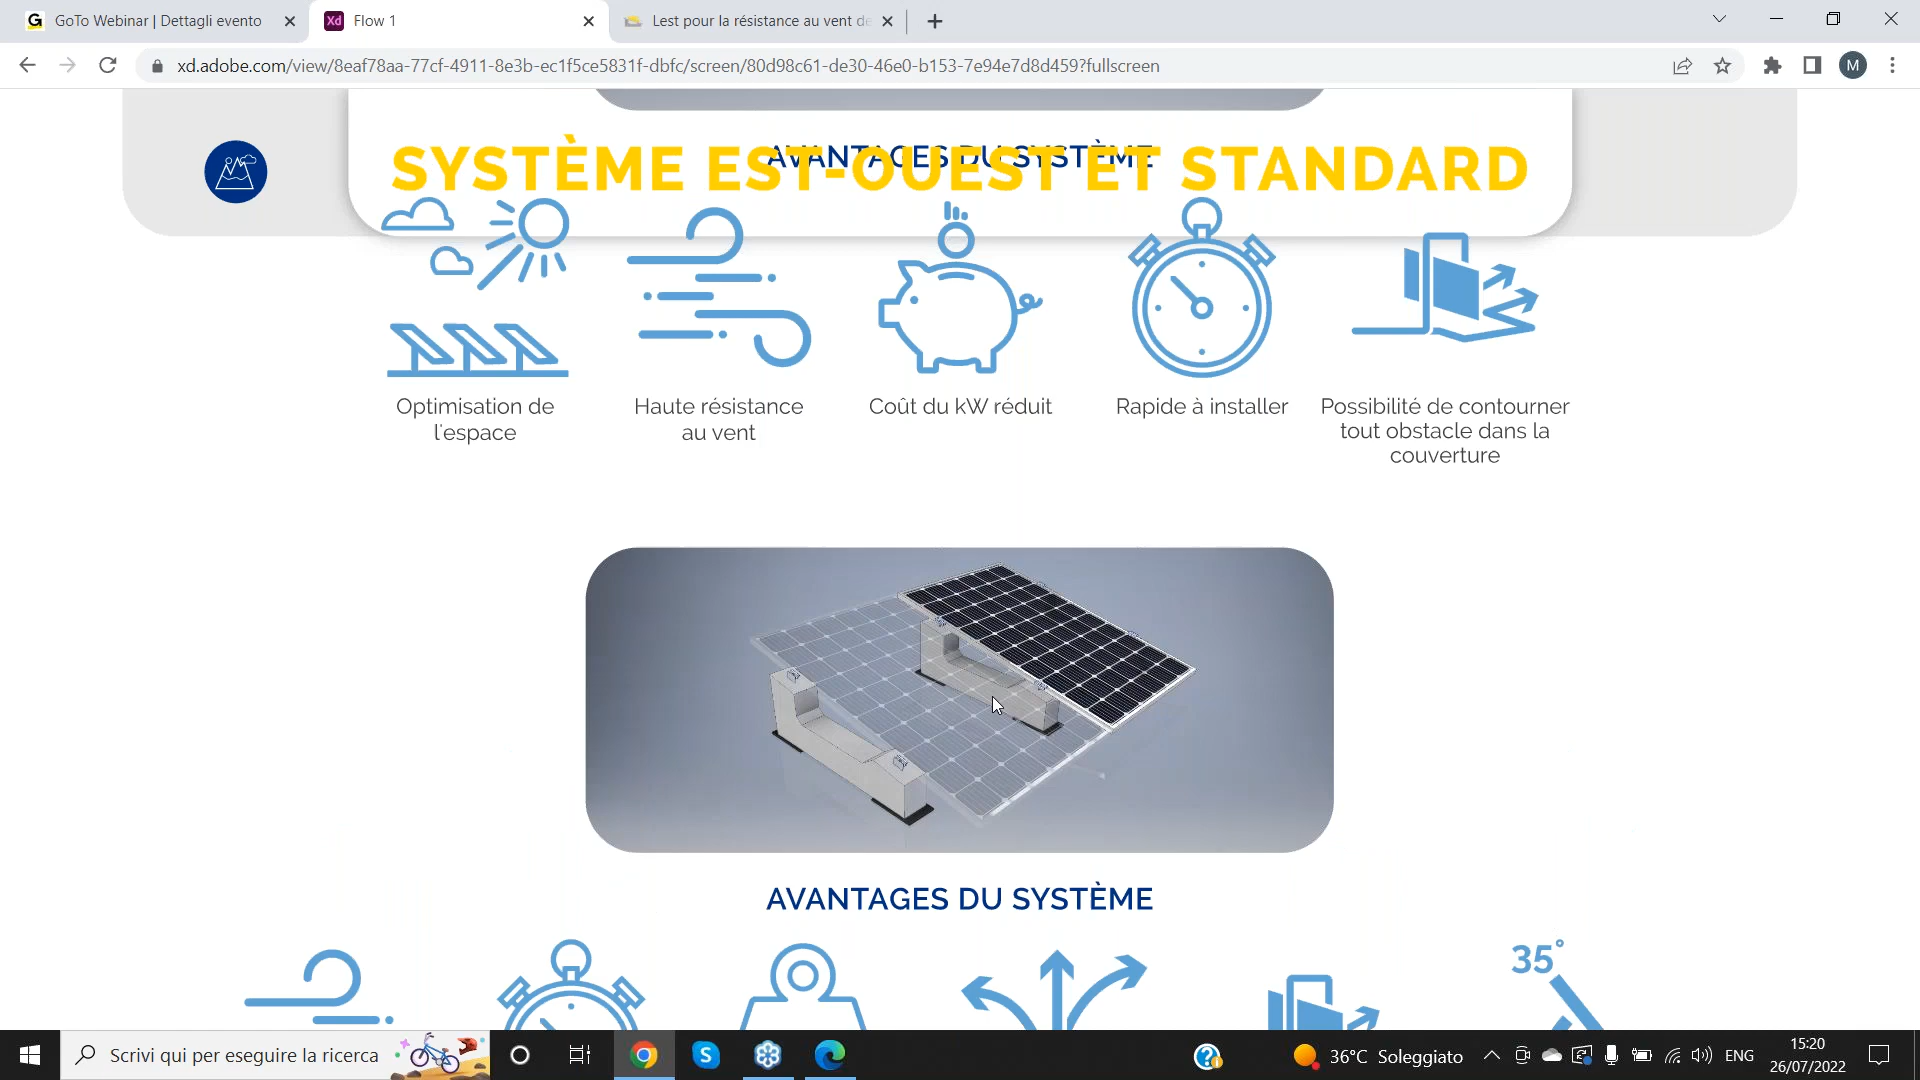 GoTo Webinar | Dettagli evento
Xd Flow 1
Lest pour la résistance au vent de
xd.adobe.com/view/8eaf78aa-77cf-4911-8e3b-ec1f5ce5831f-dbfc/screen/80d98c61-de30-46e0-b153-7e94e7d8d459?fullscreen
M
AVANTAGES DU SYSTÈME
SYSTÈME EST-OUEST ET STANDARD
Optimisation de
l'espace
Haute résistance
au vent
Coût du kW réduit
Rapide à installer
Possibilité de contourner
tout obstacle dans la
couverture
AVANTAGES DU SYSTÈME
35°
Scrivi qui per eseguire la ricerca
36°C Soleggiato
ENG
15:20
26/07/2022